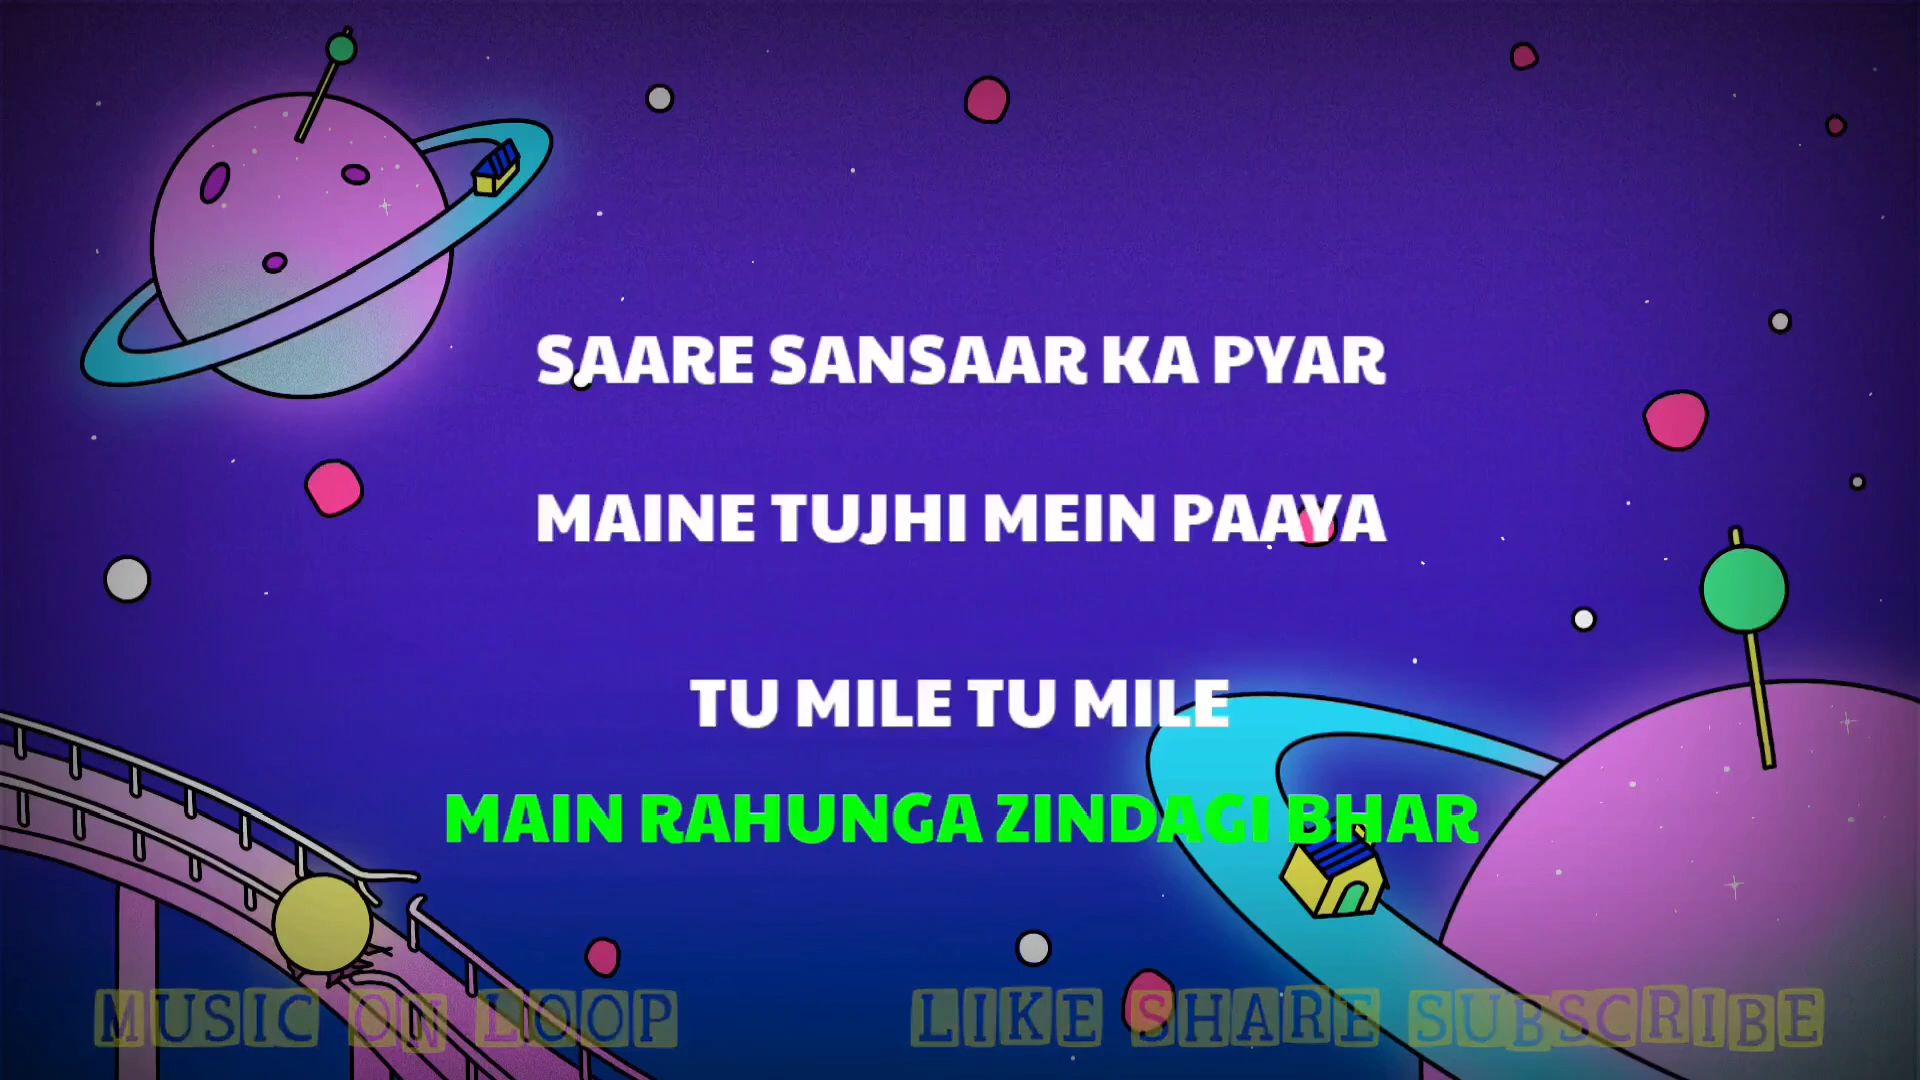 SAARE SANSAAR KA PYAR
MAINE TUJHI MEIN PAAYA
TU MILE TU MILE
MAIN RAHUNGA ZINDAGI BHAR
MUSIC ON LOOP
LIKE SHARE SUBSCRIBE